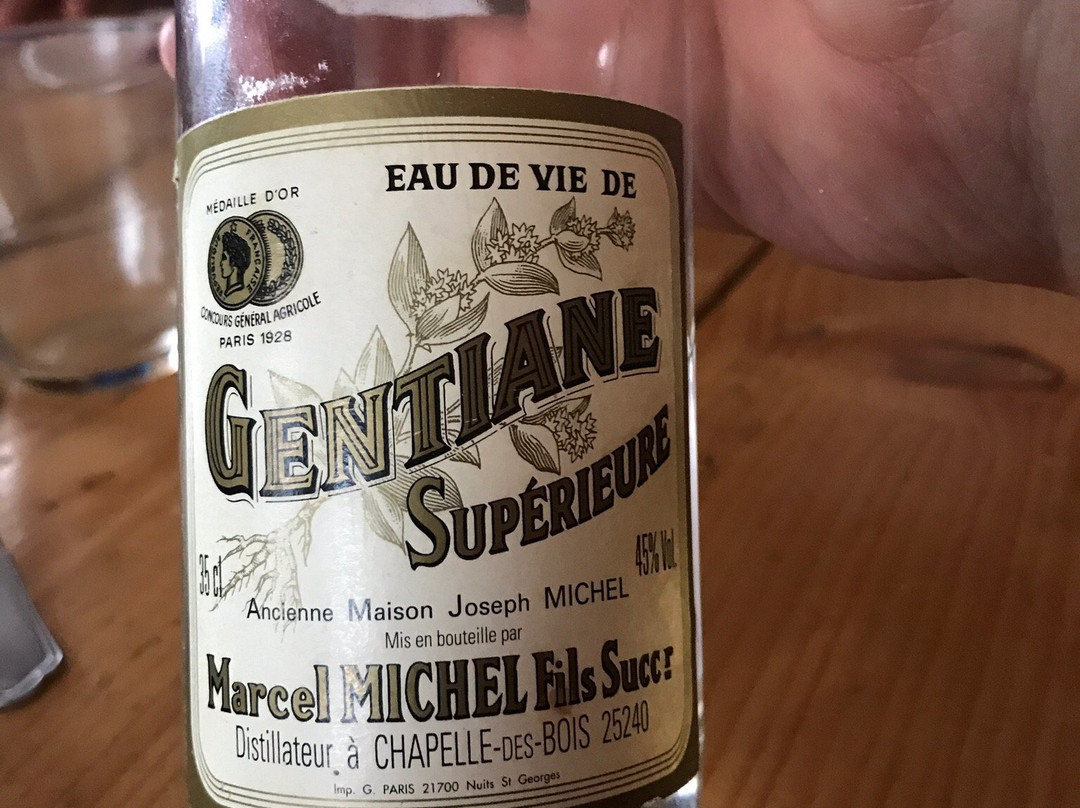 EAU DE VIE DE
MÉDAILLE D'OR
RÉPUBLIQUE FRANÇAISE
CONCOURS GÉNÉRAL AGRICOLE
PARIS 1928
GENTIANE
SUPÉRIEURE
35 cl
45% Vol.
Ancienne Maison Joseph MICHEL
Mis en bouteille par
Marcel MICHEL Fils Succr
Distillateur à CHAPELLE-DES-BOIS 25240
Imp. G. PARIS 21700 Nuits St Georges